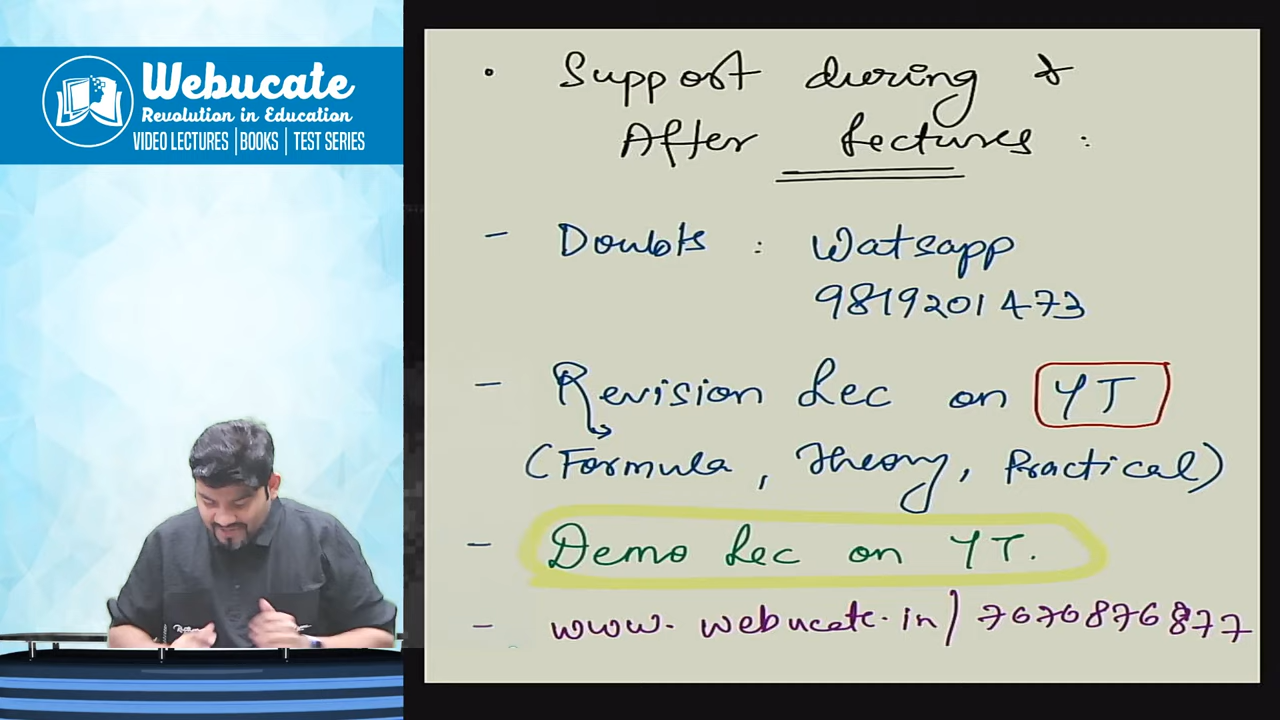 Webucate
Revolution in Education
VIDEO LECTURES | BOOKS | TEST SERIES
• Support during &
After Lectures :
- Doubts : Watsapp
9819201473
- Revision Lec on YT
(Formula, Theory, Practical)
- Demo Lec on YT.
- www.webucate.in/7670876877